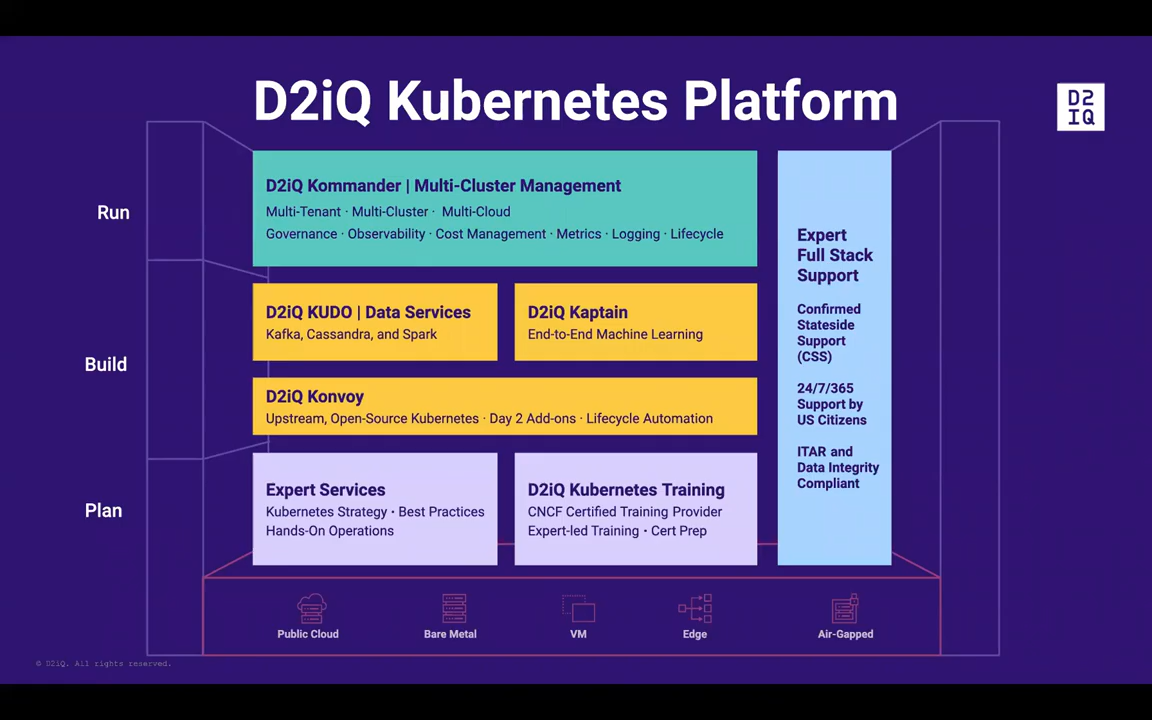 D2iQ Kubernetes Platform
D2
IQ
Run
D2iQ Kommander | Multi-Cluster Management
Multi-Tenant · Multi-Cluster · Multi-Cloud
Governance · Observability · Cost Management · Metrics · Logging · Lifecycle
Build
D2iQ KUDO | Data Services
Kafka, Cassandra, and Spark
D2iQ Kaptain
End-to-End Machine Learning
D2iQ Konvoy
Upstream, Open-Source Kubernetes · Day 2 Add-ons · Lifecycle Automation
Plan
Expert Services
Kubernetes Strategy · Best Practices
Hands-On Operations
D2iQ Kubernetes Training
CNCF Certified Training Provider
Expert-led Training · Cert Prep
Expert
Full Stack
Support
Confirmed
Stateside
Support
(CSS)
24/7/365
Support by
US Citizens
ITAR and
Data Integrity
Compliant
Public Cloud
Bare Metal
VM
Edge
Air-Gapped
© D2iQ. All rights reserved.